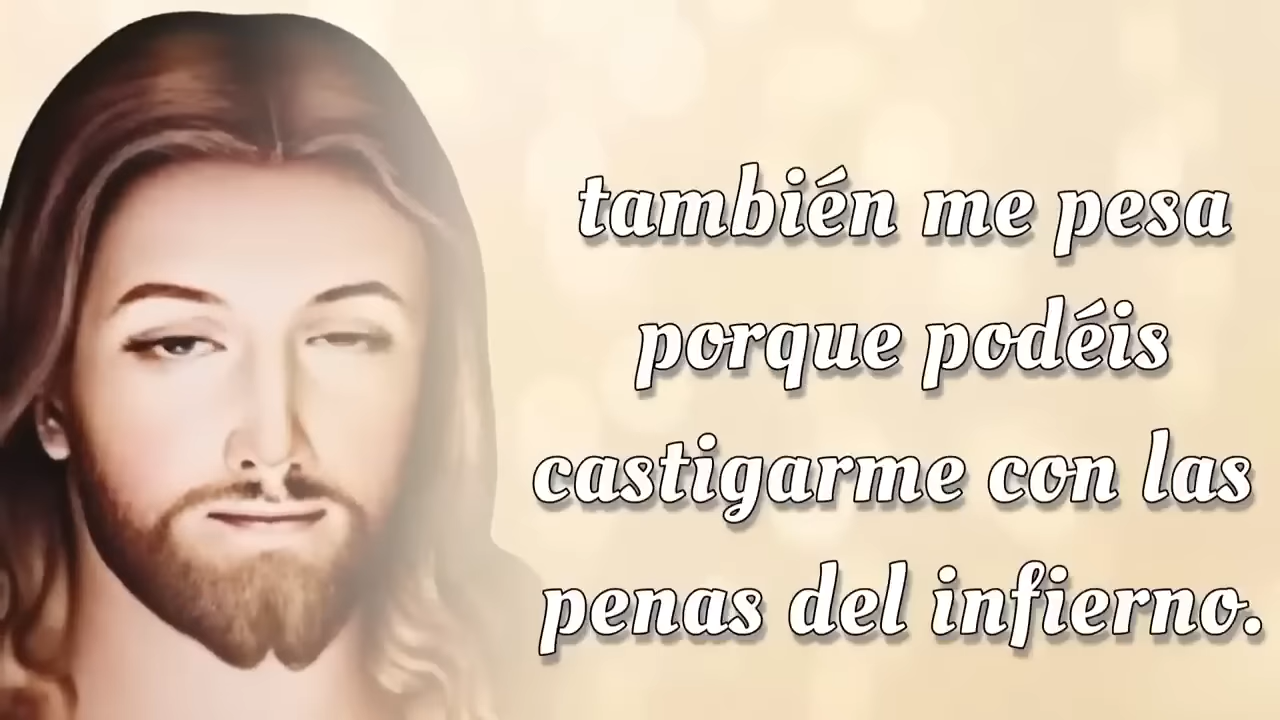 también me pesa
porque podéis
castigarme con las
penas del infierno.